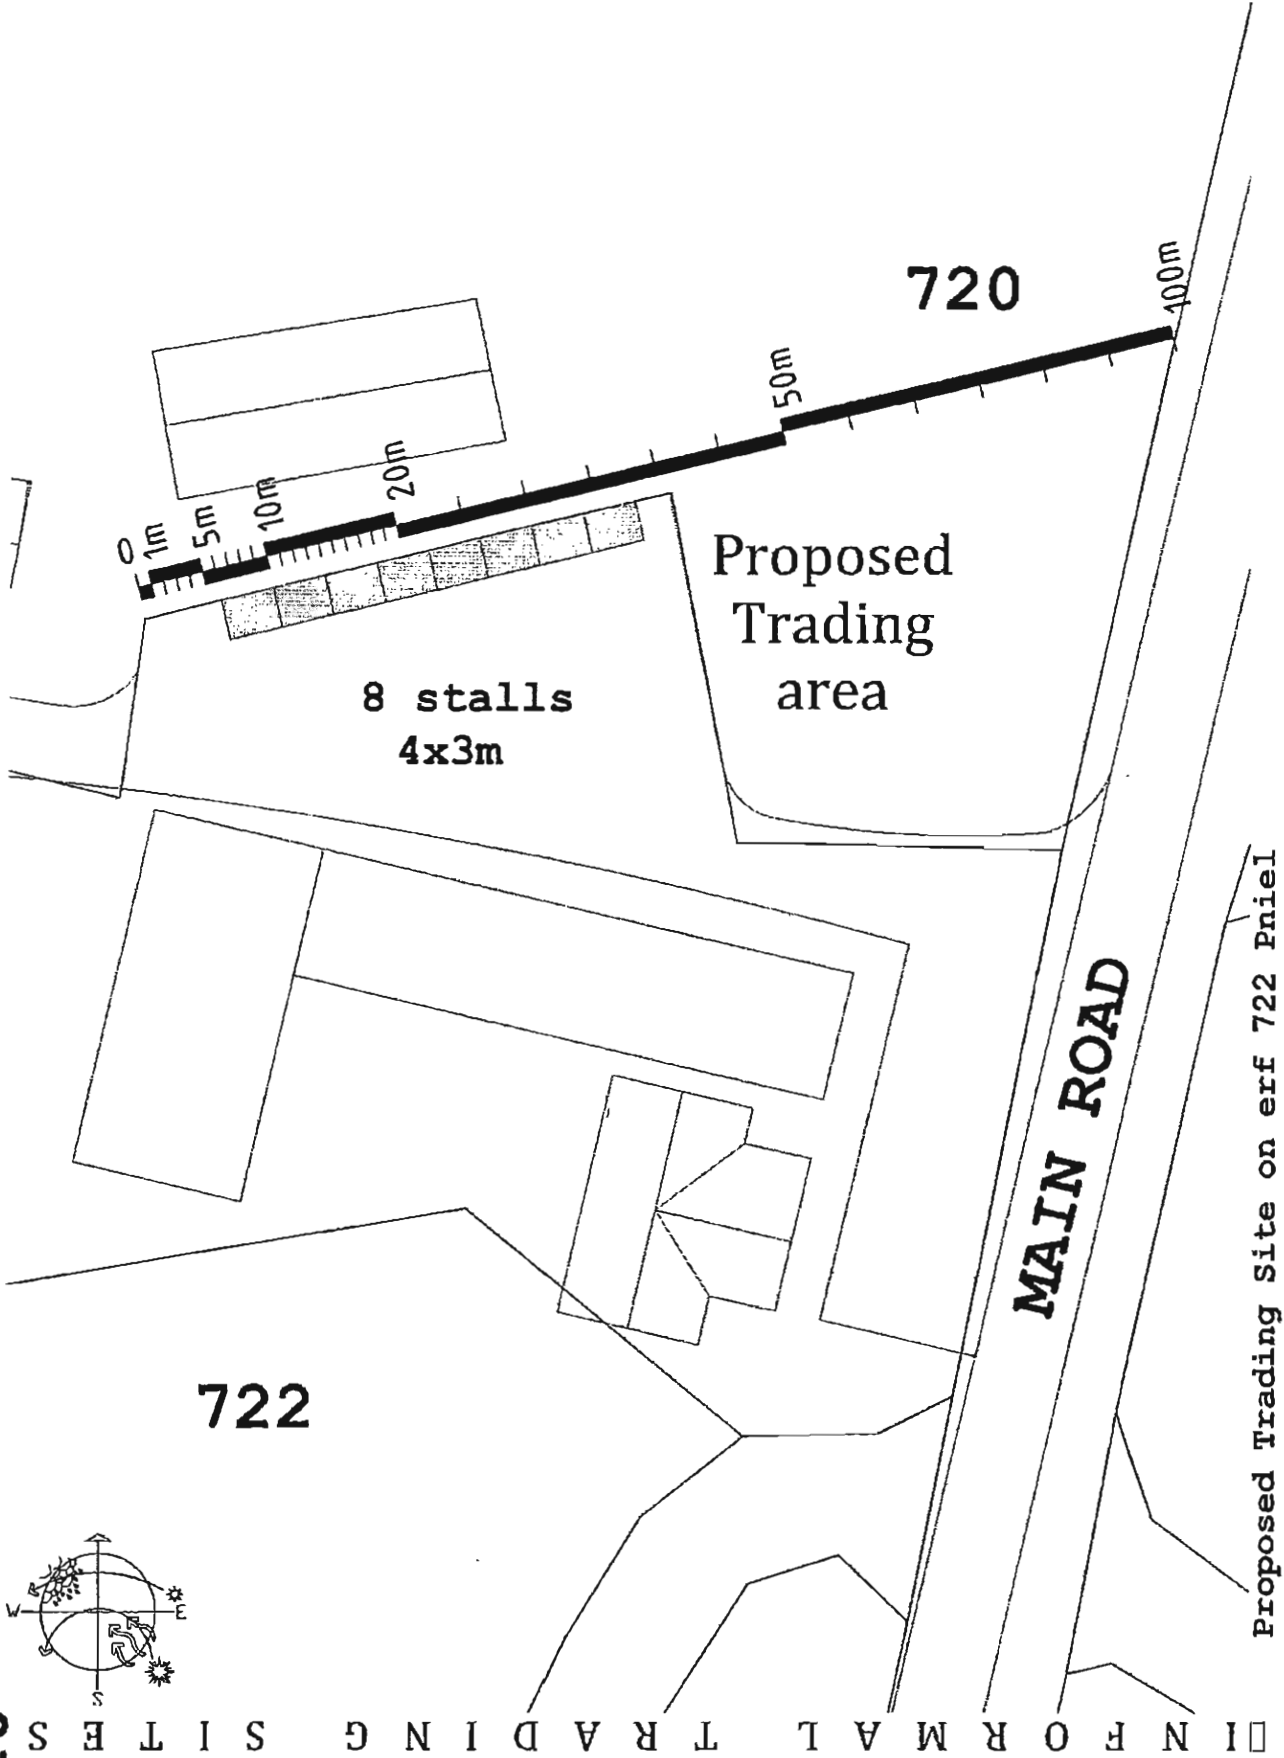 720
100m
50m
20m
10m
5m
1m
0
Proposed
Trading
area
8 stalls
4x3m
MAIN ROAD
Proposed Trading Site on erf 722 Pniel
722
W E
S
INFORMAL TRADING SITES